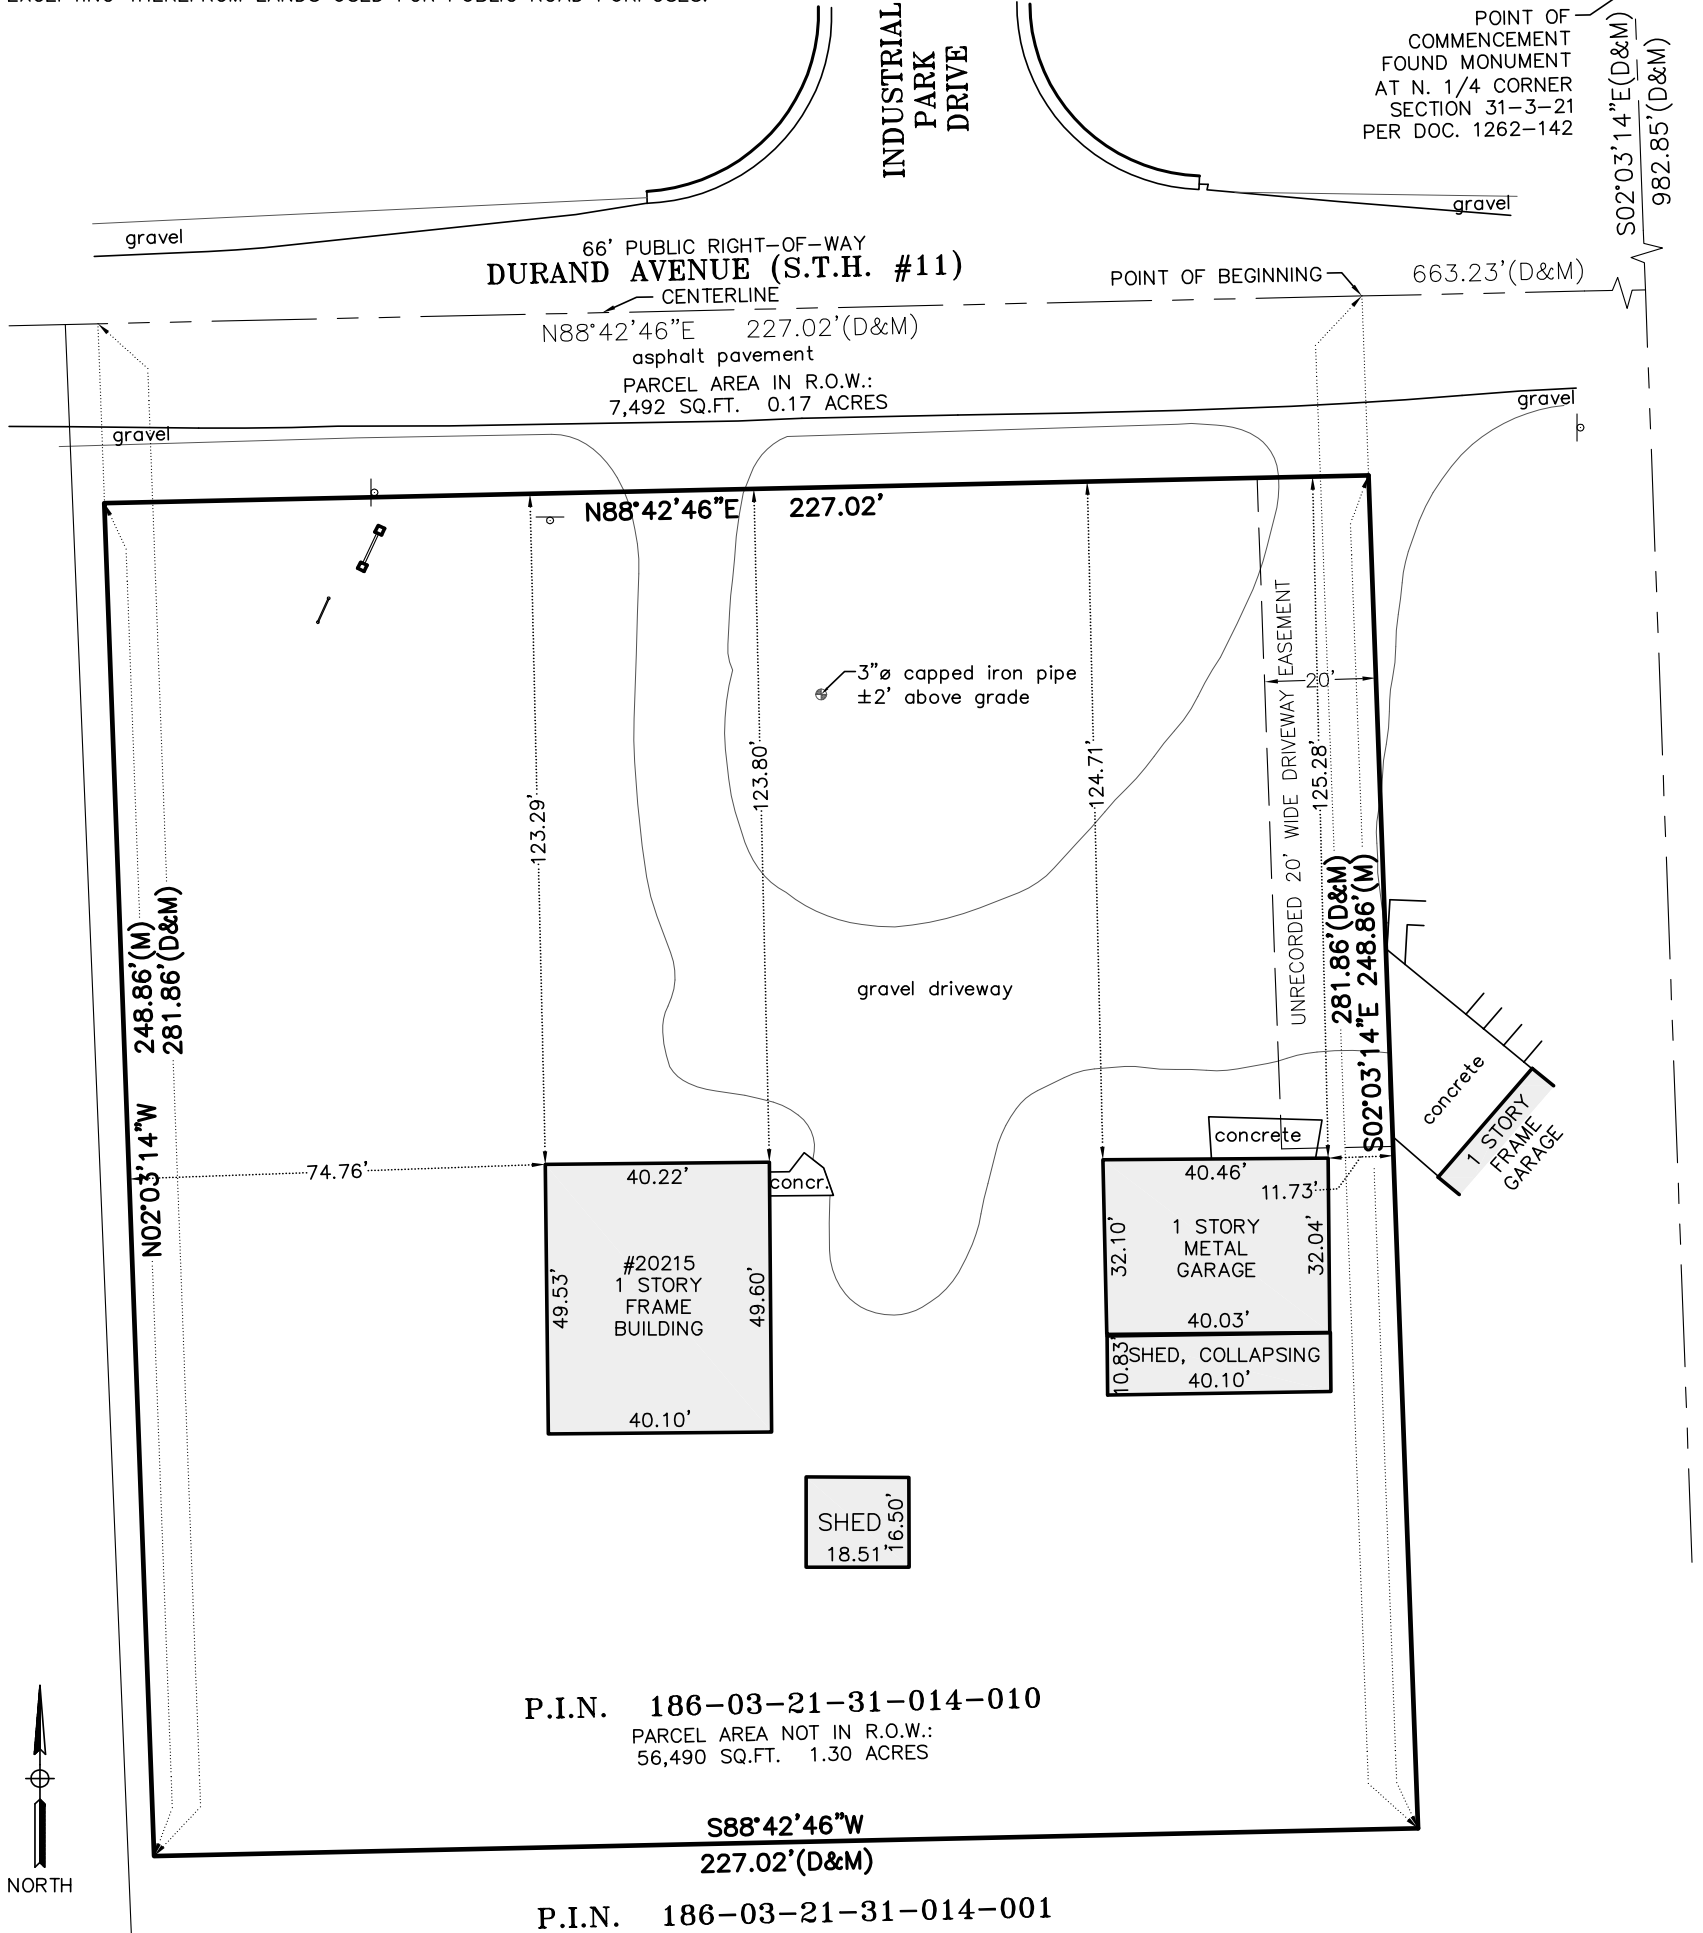 INDUSTRIAL
PARK
DRIVE
POINT OF
COMMENCEMENT
FOUND MONUMENT
AT N. 1/4 CORNER
SECTION 31-3-21
PER DOC. 1262-142
S02°03'14"E(D&M)
982.85'(D&M)
gravel
gravel
66' PUBLIC RIGHT-OF-WAY
DURAND AVENUE (S.T.H. #11)
CENTERLINE
POINT OF BEGINNING
663.23'(D&M)
N88°42'46"E 227.02'(D&M)
asphalt pavement
PARCEL AREA IN R.O.W.:
7,492 SQ.FT. 0.17 ACRES
gravel
gravel
N88°42'46"E 227.02'
3"ø capped iron pipe
±2' above grade
20'
UNRECORDED 20' WIDE DRIVEWAY EASEMENT
123.29'
123.80'
124.71'
125.28'
N02°03'14"W 248.86'(M)
281.86'(D&M)
281.86'(D&M)
S02°03'14"E 248.86'(M)
gravel driveway
concrete
1 STORY
FRAME
GARAGE
concrete
74.76'
40.22'
concr.
#20215
1 STORY
FRAME
BUILDING
49.53'
49.60'
40.10'
40.46'
11.73'
1 STORY
METAL
GARAGE
32.10'
32.04'
40.03'
SHED, COLLAPSING
10.83'
40.10'
SHED
16.50'
18.51'
P.I.N. 186-03-21-31-014-010
PARCEL AREA NOT IN R.O.W.:
56,490 SQ.FT. 1.30 ACRES
S88°42'46"W
227.02'(D&M)
NORTH
P.I.N. 186-03-21-31-014-001